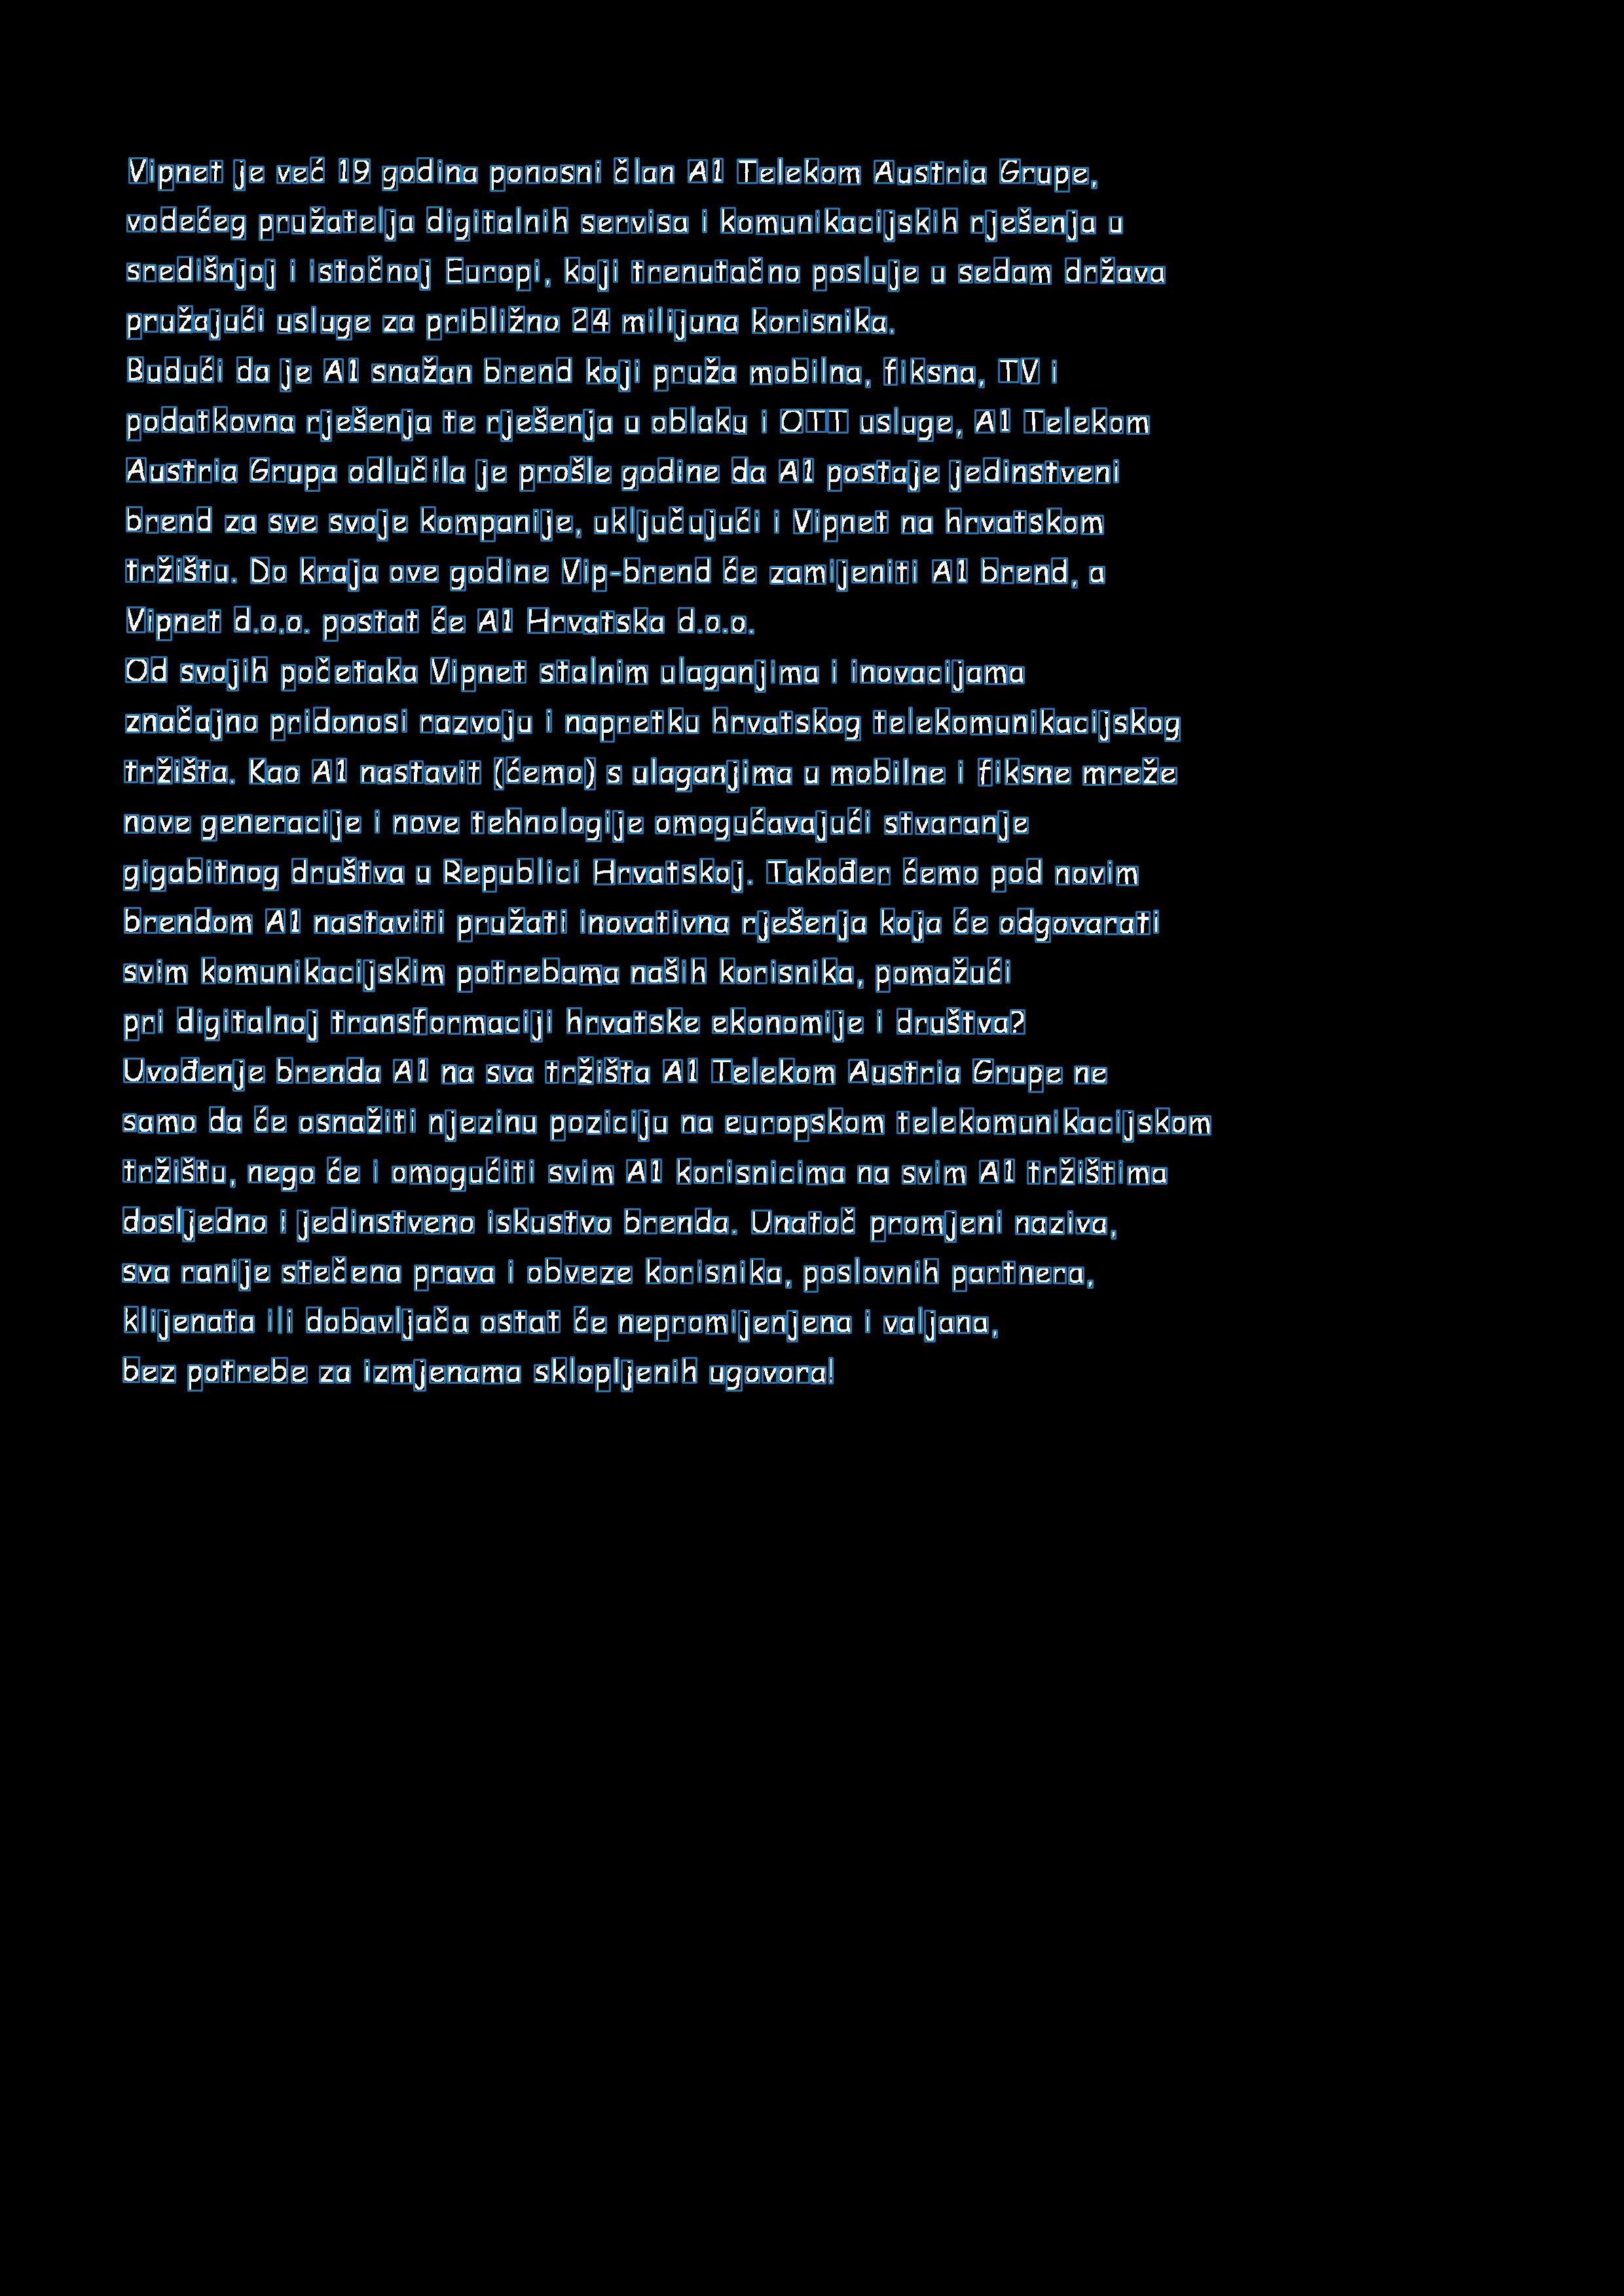 Vipnet je već 19 godina ponosni član A1 Telekom Austria Grupe,
vodećeg pružatelja digitalnih servisa i komunikacijskih rješenja u
središnjoj i istočnoj Europi, koji trenutačno posluje u sedam država
pružajući usluge za približno 24 milijuna korisnika.
Budući da je A1 snažan brend koji pruža mobilna, fiksna, TV i
podatkovna rješenja te rješenja u oblaku i OTT usluge, A1 Telekom
Austria Grupa odlučila je prošle godine da A1 postaje jedinstveni
brend za sve svoje kompanije, uključujući i Vipnet na hrvatskom
tržištu. Do kraja ove godine Vip-brend će zamijeniti A1 brend, a
Vipnet d.o.o. postat će A1 Hrvatska d.o.o.
Od svojih početaka Vipnet stalnim ulaganjima i inovacijama
značajno pridonosi razvoju i napretku hrvatskog telekomunikacijskog
tržišta. Kao A1 nastavit (ćemo) s ulaganjima u mobilne i fiksne mreže
nove generacije i nove tehnologije omogućavajući stvaranje
gigabitnog društva u Republici Hrvatskoj. Također ćemo pod novim
brendom A1 nastaviti pružati inovativna rješenja koja će odgovarati
svim komunikacijskim potrebama naših korisnika, pomažući
pri digitalnoj transformaciji hrvatske ekonomije i društva?
Uvođenje brenda A1 na sva tržišta A1 Telekom Austria Grupe ne
samo da će osnažiti njezinu poziciju na europskom telekomunikacijskom
tržištu, nego će i omogućiti svim A1 korisnicima na svim A1 tržištima
dosljedno i jedinstveno iskustvo brenda. Unatoč promjeni naziva,
sva ranije stečena prava i obveze korisnika, poslovnih partnera,
klijenata ili dobavljača ostat će nepromijenjena i valjana,
bez potrebe za izmjenama sklopljenih ugovora!